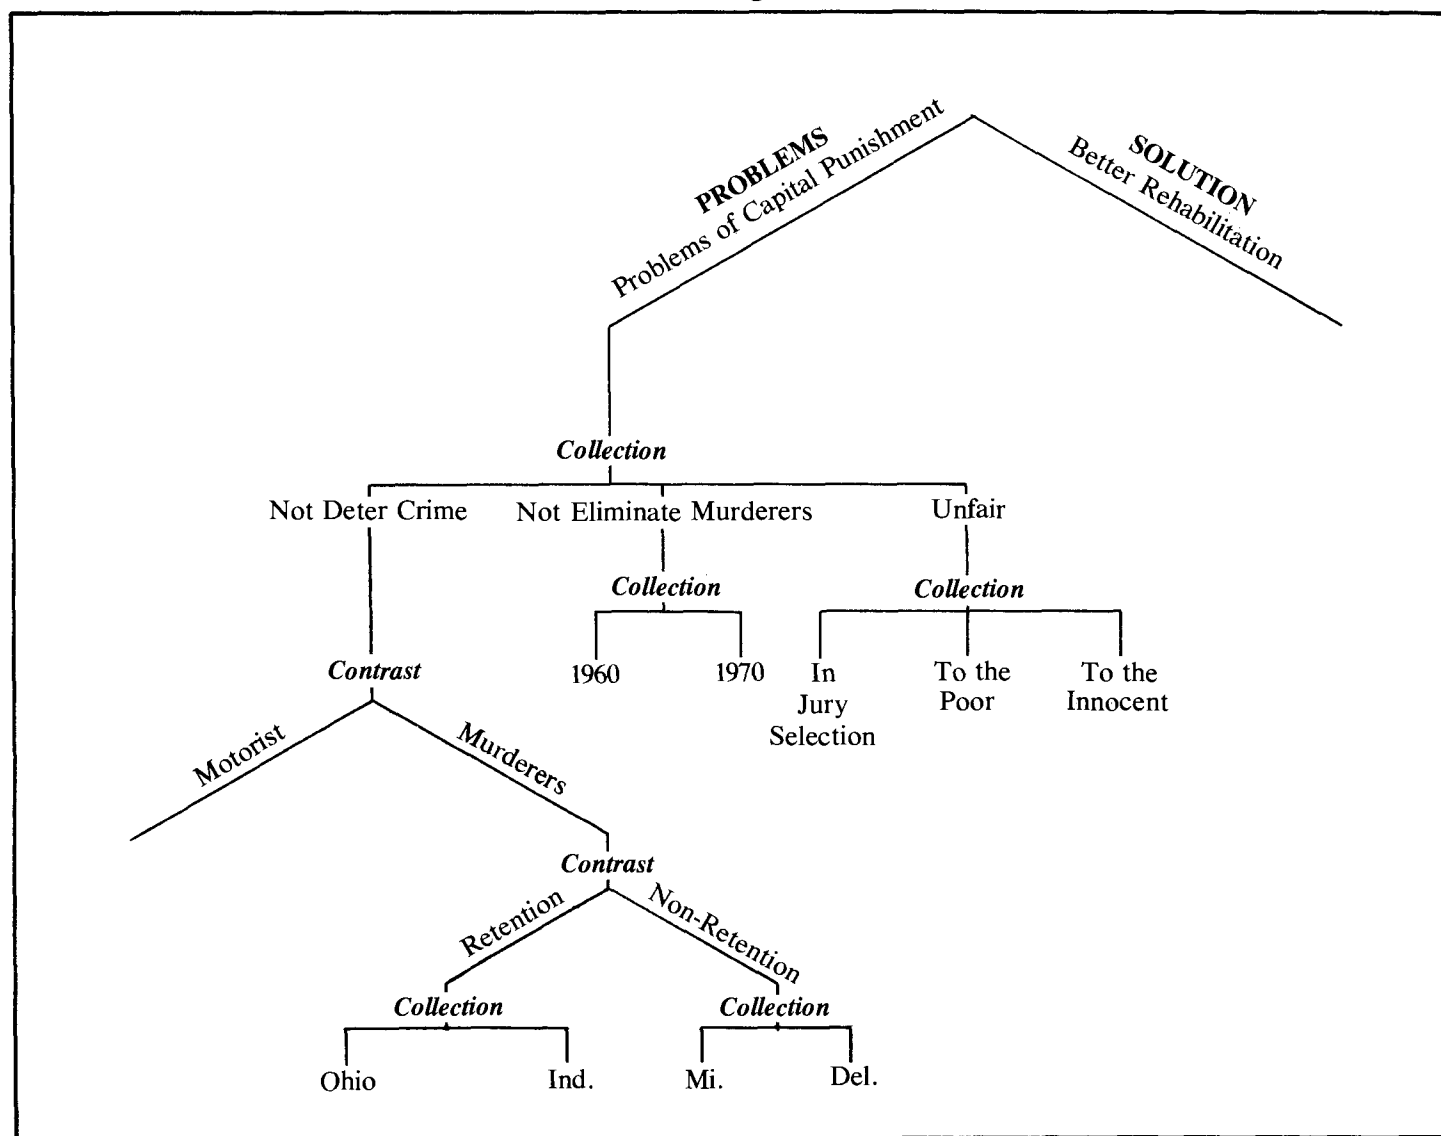 PROBLEMS
Problems of Capital Punishment
SOLUTION
Better Rehabilitation
Collection
Not Deter Crime
Not Eliminate Murderers
Unfair
Collection
Collection
Contrast
1960
1970
In
Jury
Selection
To the
Poor
To the
Innocent
Motorist
Murderers
Contrast
Retention
Non-Retention
Collection
Collection
Ohio
Ind.
Mi.
Del.